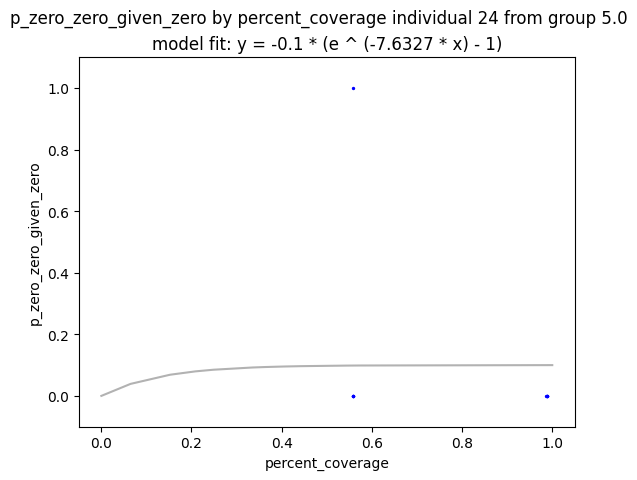 p_zero_zero_given_zero by percent_coverage individual 24 from group 5.0
model fit: y = -0.1 * (e ^ (-7.6327 * x) - 1)
1.0
0.8
0.6
0.4
0.2
0.0
p_zero_zero_given_zero
0.0 0.2 0.4 0.6 0.8 1.0
percent_coverage